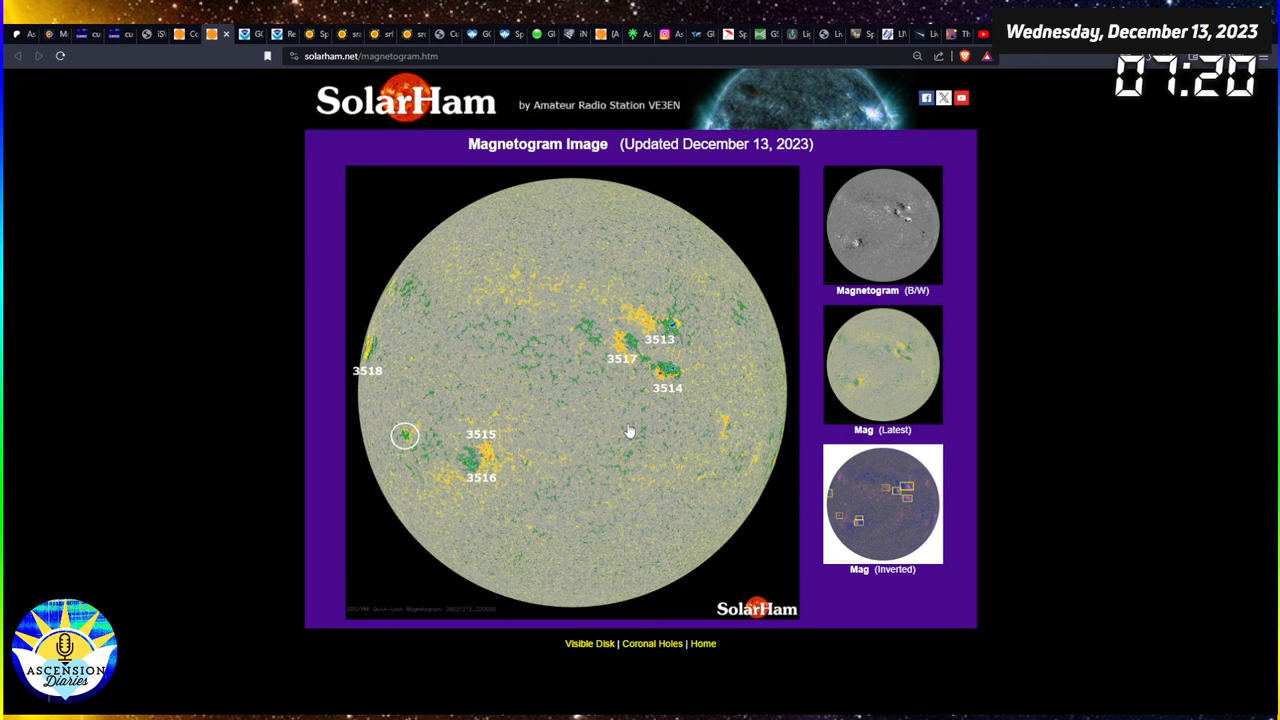 Wednesday, December 13, 2023
07:20
solarham.net/magnetogram.htm
SolarHam
by Amateur Radio Station VE3EN
Magnetogram Image (Updated December 13, 2023)
3513
3517
3518
3514
3515
3516
SolarHam
Magnetogram (B/W)
Mag (Latest)
Mag (Inverted)
Visible Disk | Coronal Holes | Home
ASCENSION
Diaries